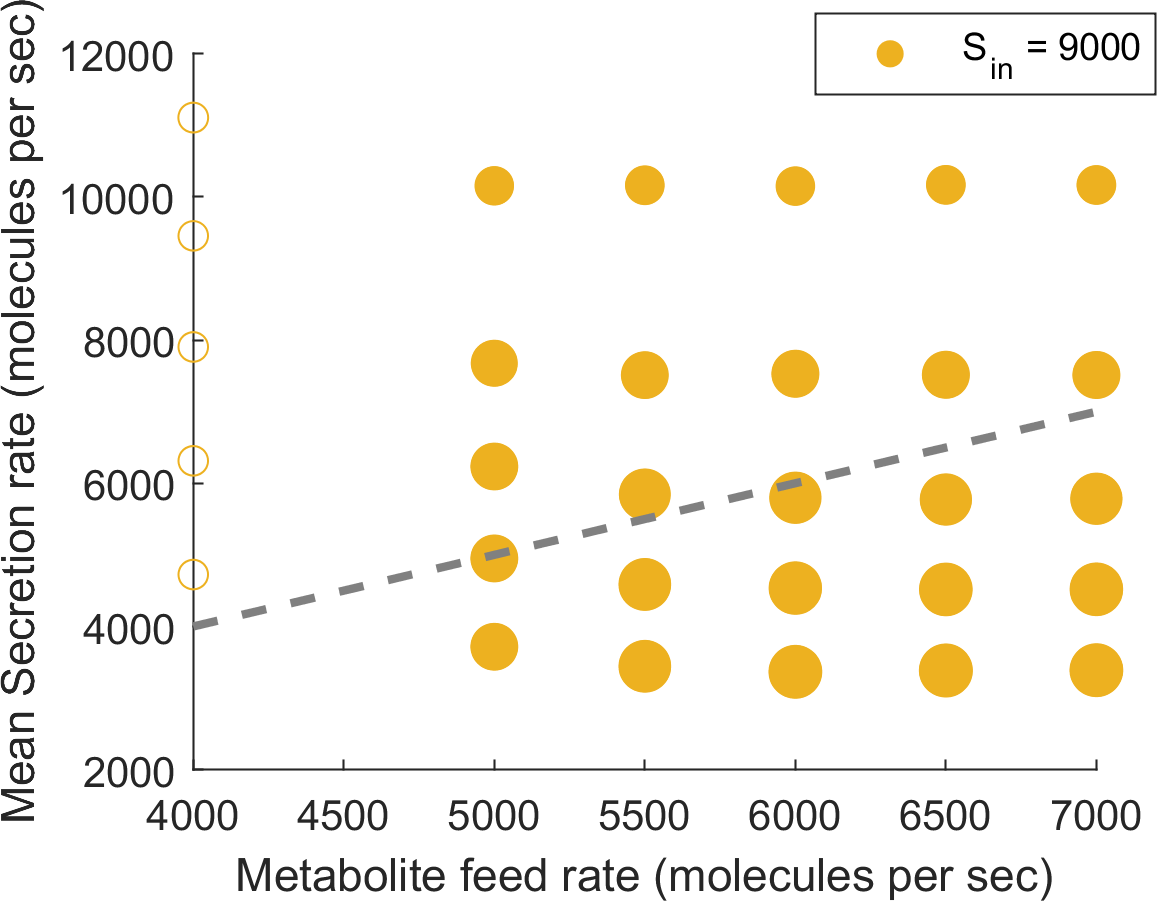 S_in = 9000
Mean Secretion rate (molecules per sec)
12000
10000
8000
6000
4000
2000
4000 4500 5000 5500 6000 6500 7000
Metabolite feed rate (molecules per sec)